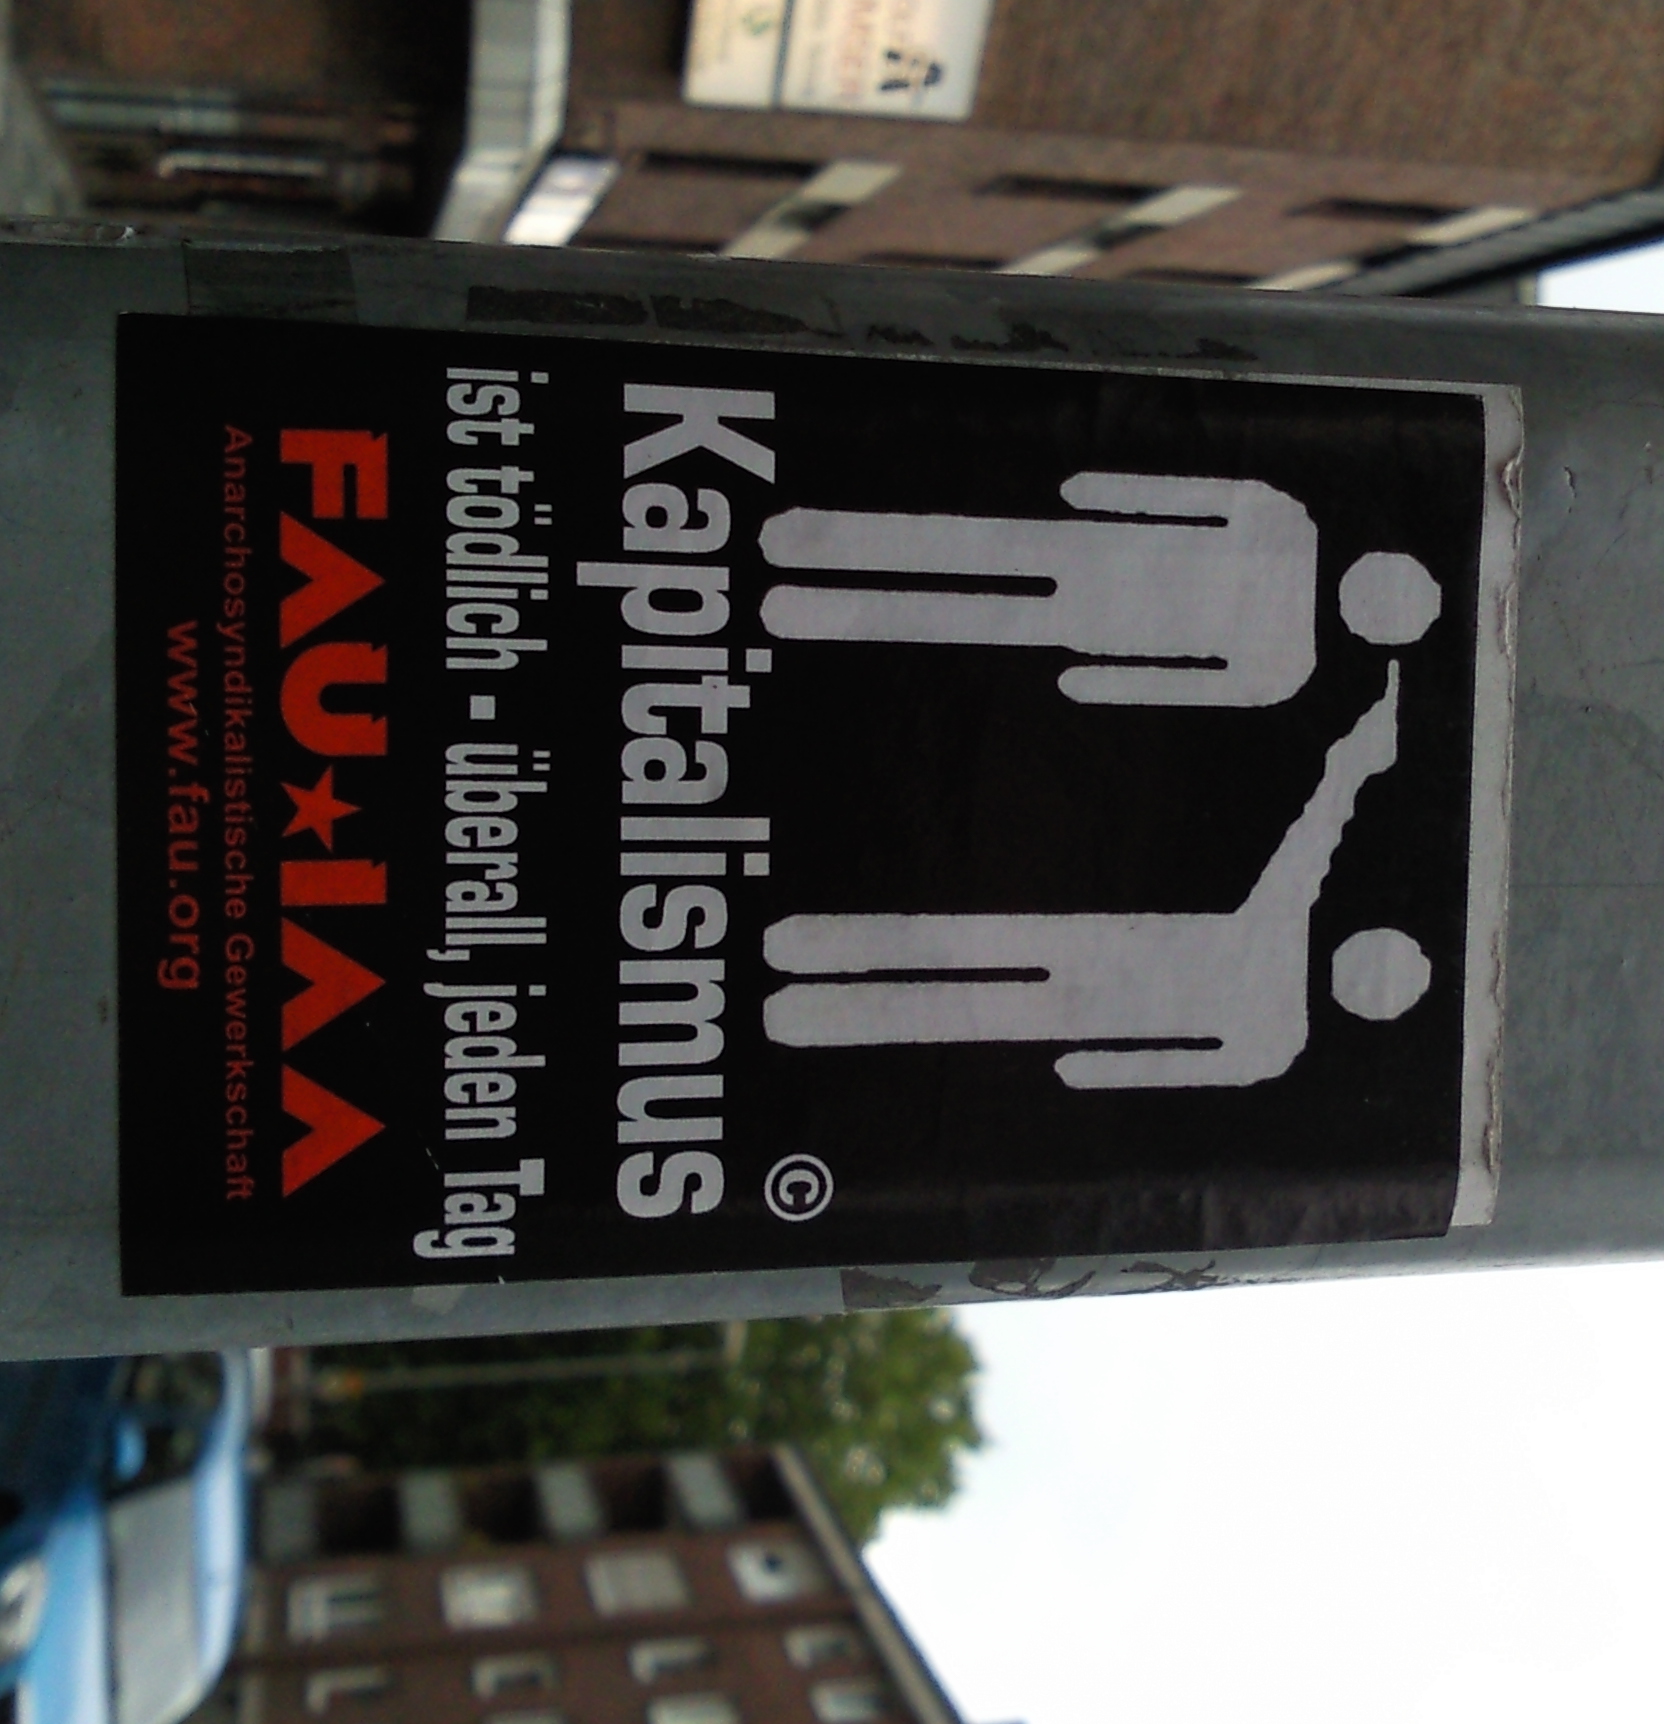 ©
Kapitalismus
ist tödlich - überall, jeden Tag
FAU★IAA
Anarchosyndikalistische Gewerkschaft
www.fau.org